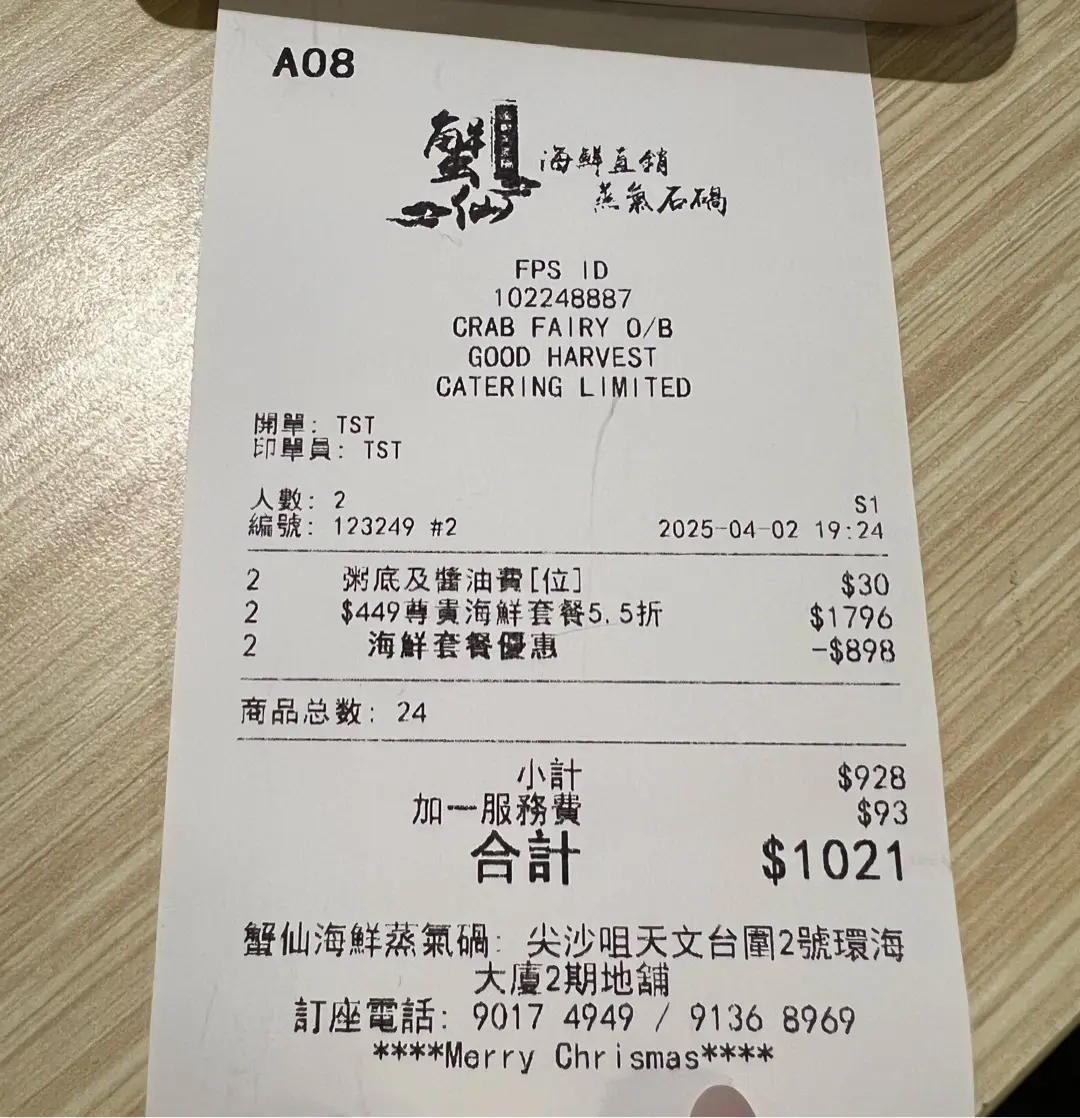 A08
蟹仙
海鮮直銷
蒸氣石鍋
FPS ID
102248887
CRAB FAIRY O/B
GOOD HARVEST
CATERING LIMITED
開單: TST
印單員: TST
人數: 2 S1
編號: 123249 #2 2025-04-02 19:24
2 粥底及醬油費[位] $30
2 $449尊貴海鮮套餐5.5折 $1796
2 海鮮套餐優惠 -$898
商品总数: 24
小計 $928
加一服務費 $93
合計 $1021
蟹仙海鮮蒸氣鍋: 尖沙咀天文台圍2號環海
大廈2期地舖
訂座電話: 9017 4949 / 9136 8969
****Merry Chrismas****